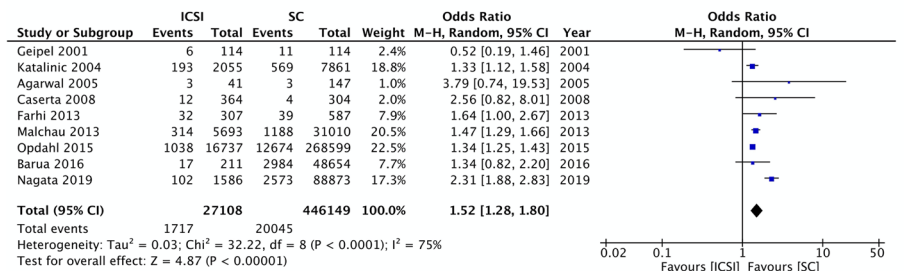 ICSI SC Odds Ratio Odds Ratio
Study or Subgroup Events Total Events Total Weight M-H, Random, 95% CI Year M-H, Random, 95% CI
Geipel 2001 6 114 11 114 2.4% 0.52 [0.19, 1.46] 2001
Katalinic 2004 193 2055 569 7861 18.8% 1.33 [1.12, 1.58] 2004
Agarwal 2005 3 41 3 147 1.0% 3.79 [0.74, 19.53] 2005
Caserta 2008 12 364 4 304 2.0% 2.56 [0.82, 8.01] 2008
Farhi 2013 32 307 39 587 7.9% 1.64 [1.00, 2.67] 2013
Malchau 2013 314 5693 1188 31010 20.5% 1.47 [1.29, 1.66] 2013
Opdahl 2015 1038 16737 12674 268599 22.5% 1.34 [1.25, 1.43] 2015
Barua 2016 17 211 2984 48654 7.7% 1.34 [0.82, 2.20] 2016
Nagata 2019 102 1586 2573 88873 17.3% 2.31 [1.88, 2.83] 2019
Total (95% CI) 27108 446149 100.0% 1.52 [1.28, 1.80]
Total events 1717 20045
Heterogeneity: Tau² = 0.03; Chi² = 32.22, df = 8 (P < 0.0001); I² = 75%
Test for overall effect: Z = 4.87 (P < 0.00001)
0.02 0.1 1 10 50
Favours [ICSI] Favours [SC]